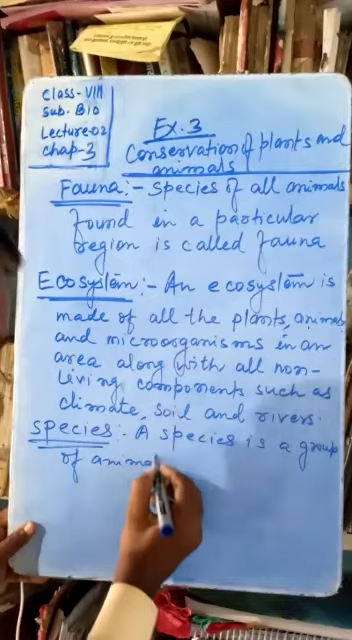 Class-VIII
Sub. Bio
Lecture-02
Chap-3
Ex. 3
Conservation of plants and
animals
Fauna:- Species of all animals
found in a particular
region is called fauna
Ecosystem:- An ecosystem is
made of all the plants, animals
and microorganisms in an
area along with all non-
living components such as
climate, soil and rivers.
Species:- A species is a group
of anima